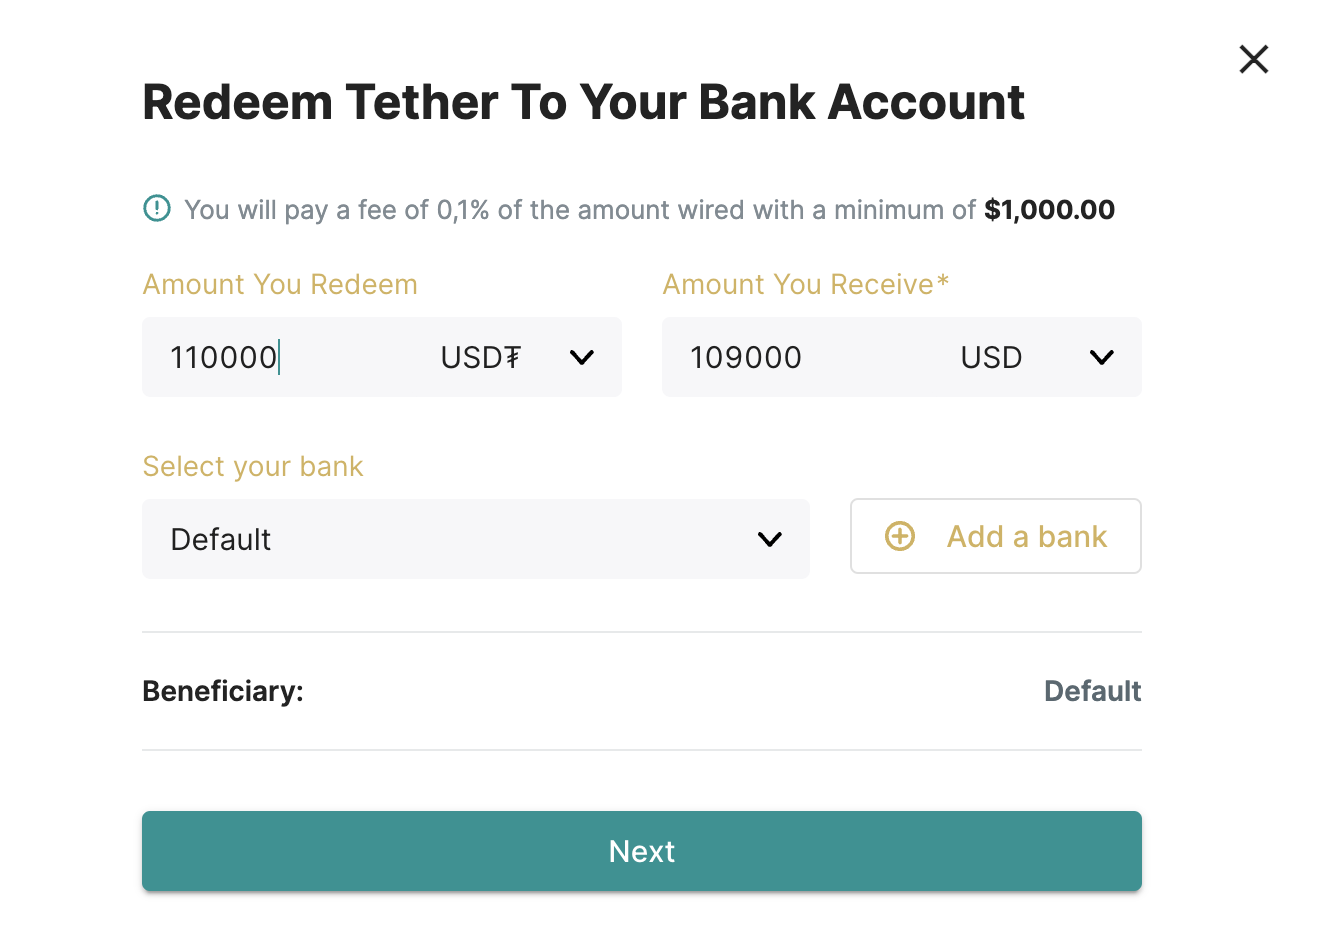 Redeem Tether To Your Bank Account
You will pay a fee of 0,1% of the amount wired with a minimum of $1,000.00
Amount You Redeem
Amount You Receive*
110000 USD₮
109000 USD
Select your bank
Default
Add a bank
Beneficiary: Default
Next